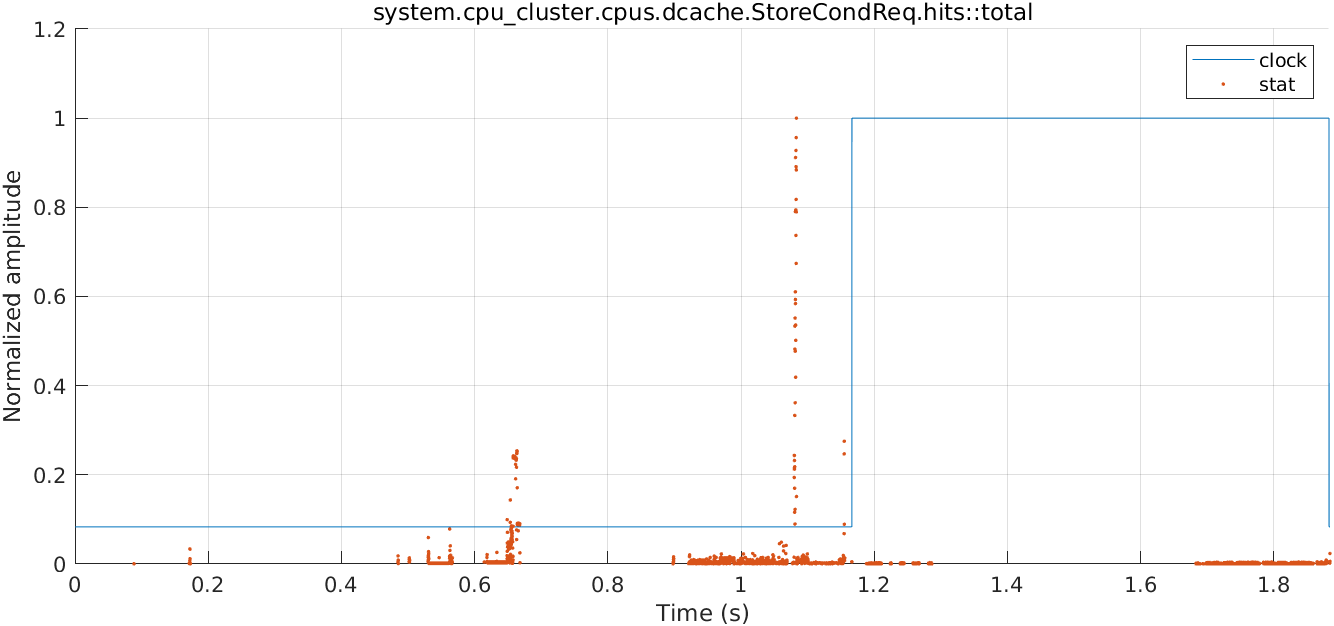 system.cpu_cluster.cpus.dcache.StoreCondReq.hits::total
1.2
1
0.8
0.6
0.4
0.2
0
Normalized amplitude
clock
stat
0 0.2 0.4 0.6 0.8 1 1.2 1.4 1.6 1.8
Time (s)